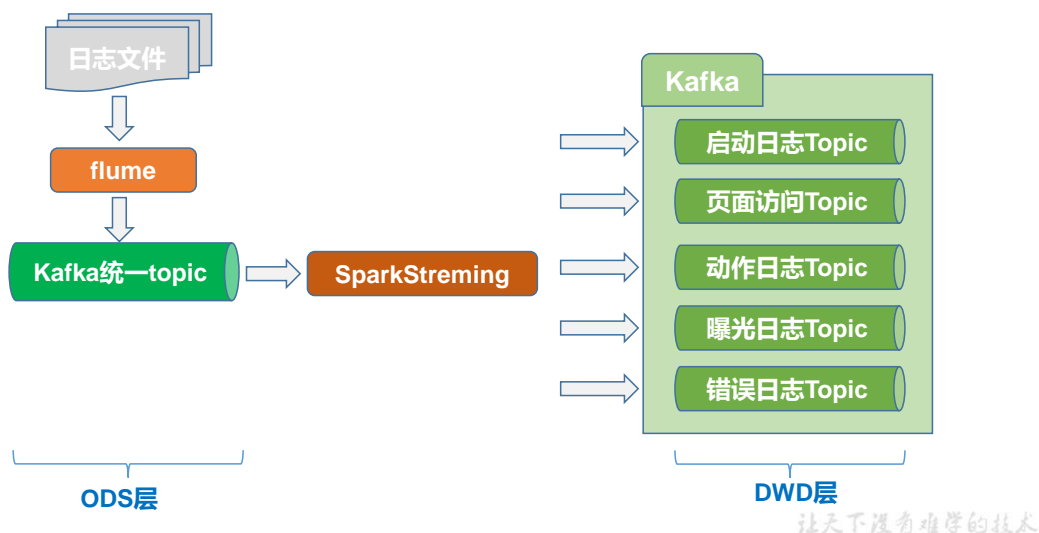 日志文件
flume
Kafka统一topic
SparkStreming
Kafka
启动日志Topic
页面访问Topic
动作日志Topic
曝光日志Topic
错误日志Topic
ODS层
DWD层
让天下没有难学的技术